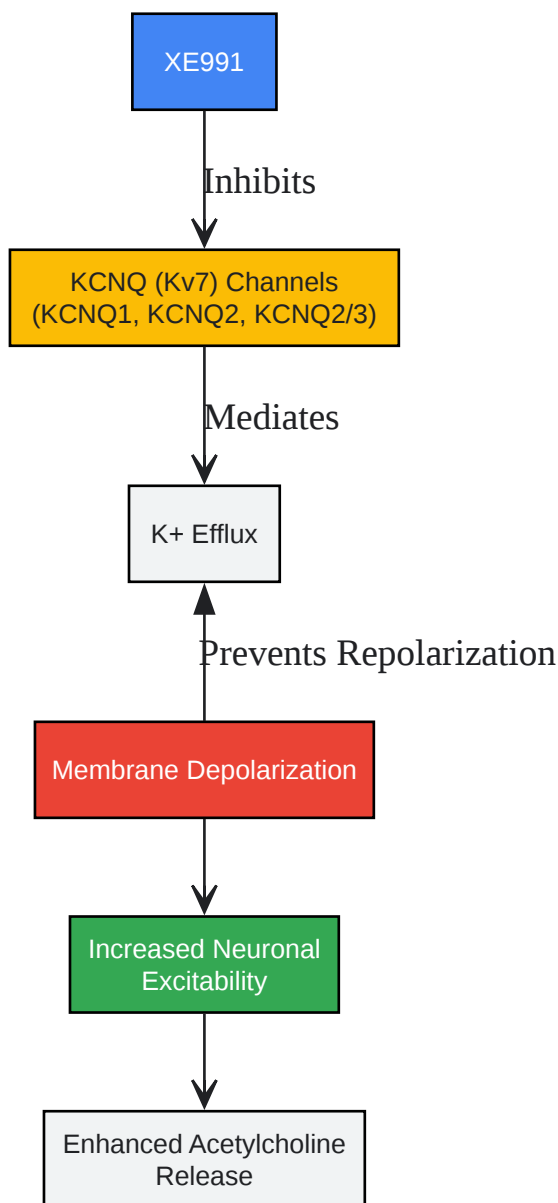 XE991
Inhibits
KCNQ (Kv7) Channels
(KCNQ1, KCNQ2, KCNQ2/3)
Mediates
K+ Efflux
Prevents Repolarization
Membrane Depolarization
Increased Neuronal
Excitability
Enhanced Acetylcholine
Release